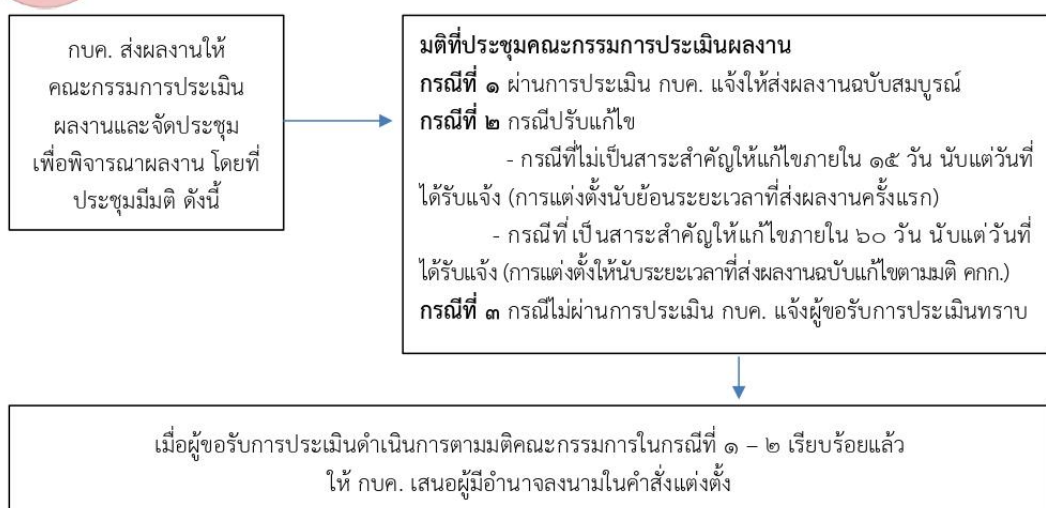 กบค. ส่งผลงานให้
คณะกรรมการประเมิน
ผลงานและจัดประชุม
เพื่อพิจารณาผลงาน โดยที่
ประชุมมีมติ ดังนี้
มติที่ประชุมคณะกรรมการประเมินผลงาน
กรณีที่ ๑ ผ่านการประเมิน กบค. แจ้งให้ส่งผลงานฉบับสมบูรณ์
กรณีที่ ๒ กรณีปรับแก้ไข
- กรณีที่ไม่เป็นสาระสำคัญให้แก้ไขภายใน ๑๕ วัน นับแต่วันที่
ได้รับแจ้ง (การแต่งตั้งนับย้อนระยะเวลาที่ส่งผลงานครั้งแรก)
- กรณีที่เป็นสาระสำคัญให้แก้ไขภายใน ๖๐ วัน นับแต่วันที่
ได้รับแจ้ง (การแต่งตั้งให้นับระยะเวลาที่ส่งผลงานฉบับแก้ไขตามมติ คกก.)
กรณีที่ ๓ กรณีไม่ผ่านการประเมิน กบค. แจ้งผู้ขอรับการประเมินทราบ
เมื่อผู้ขอรับการประเมินดำเนินการตามมติคณะกรรมการในกรณีที่ ๑ – ๒ เรียบร้อยแล้ว
ให้ กบค. เสนอผู้มีอำนาจลงนามในคำสั่งแต่งตั้ง